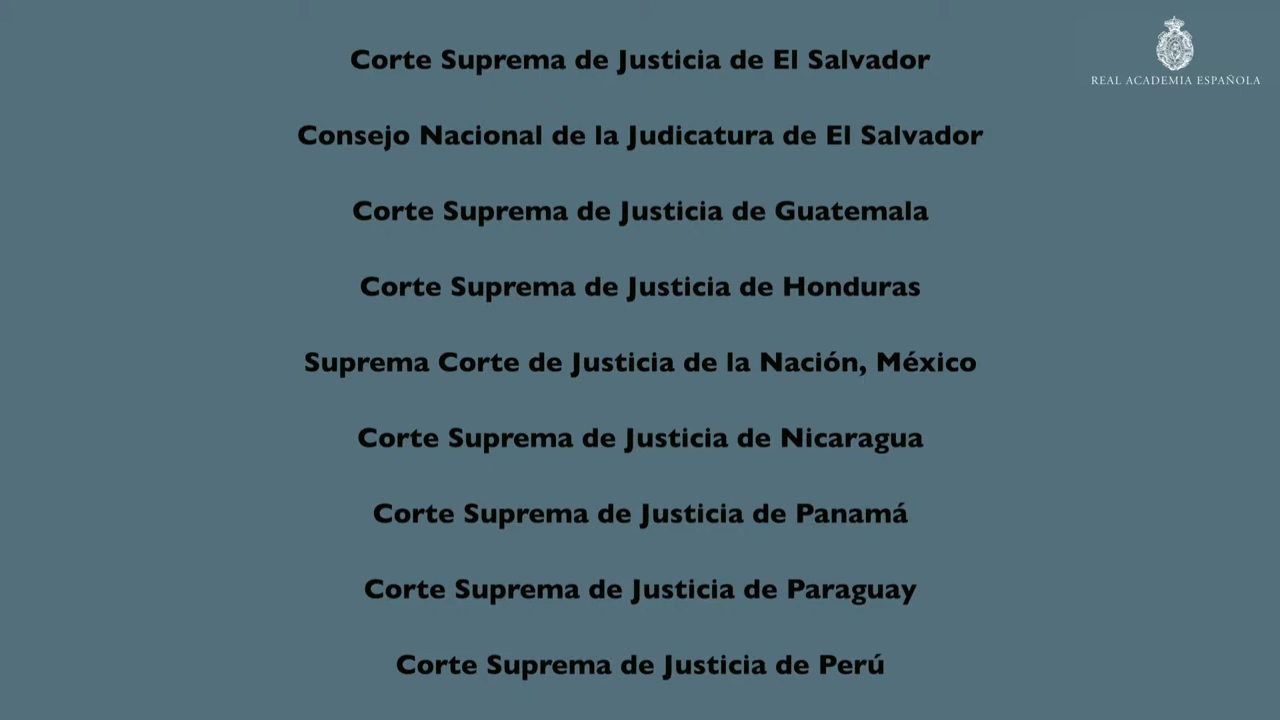 Corte Suprema de Justicia de El Salvador
REAL ACADEMIA ESPAÑOLA
Consejo Nacional de la Judicatura de El Salvador
Corte Suprema de Justicia de Guatemala
Corte Suprema de Justicia de Honduras
Suprema Corte de Justicia de la Nación, México
Corte Suprema de Justicia de Nicaragua
Corte Suprema de Justicia de Panamá
Corte Suprema de Justicia de Paraguay
Corte Suprema de Justicia de Perú